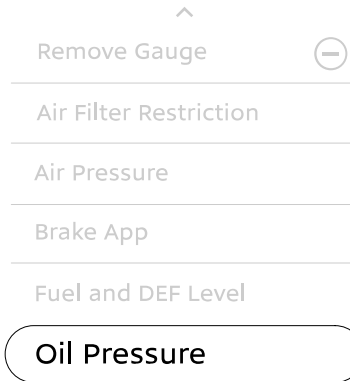 Remove Gauge
Air Filter Restriction
Air Pressure
Brake App
Fuel and DEF Level
Oil Pressure